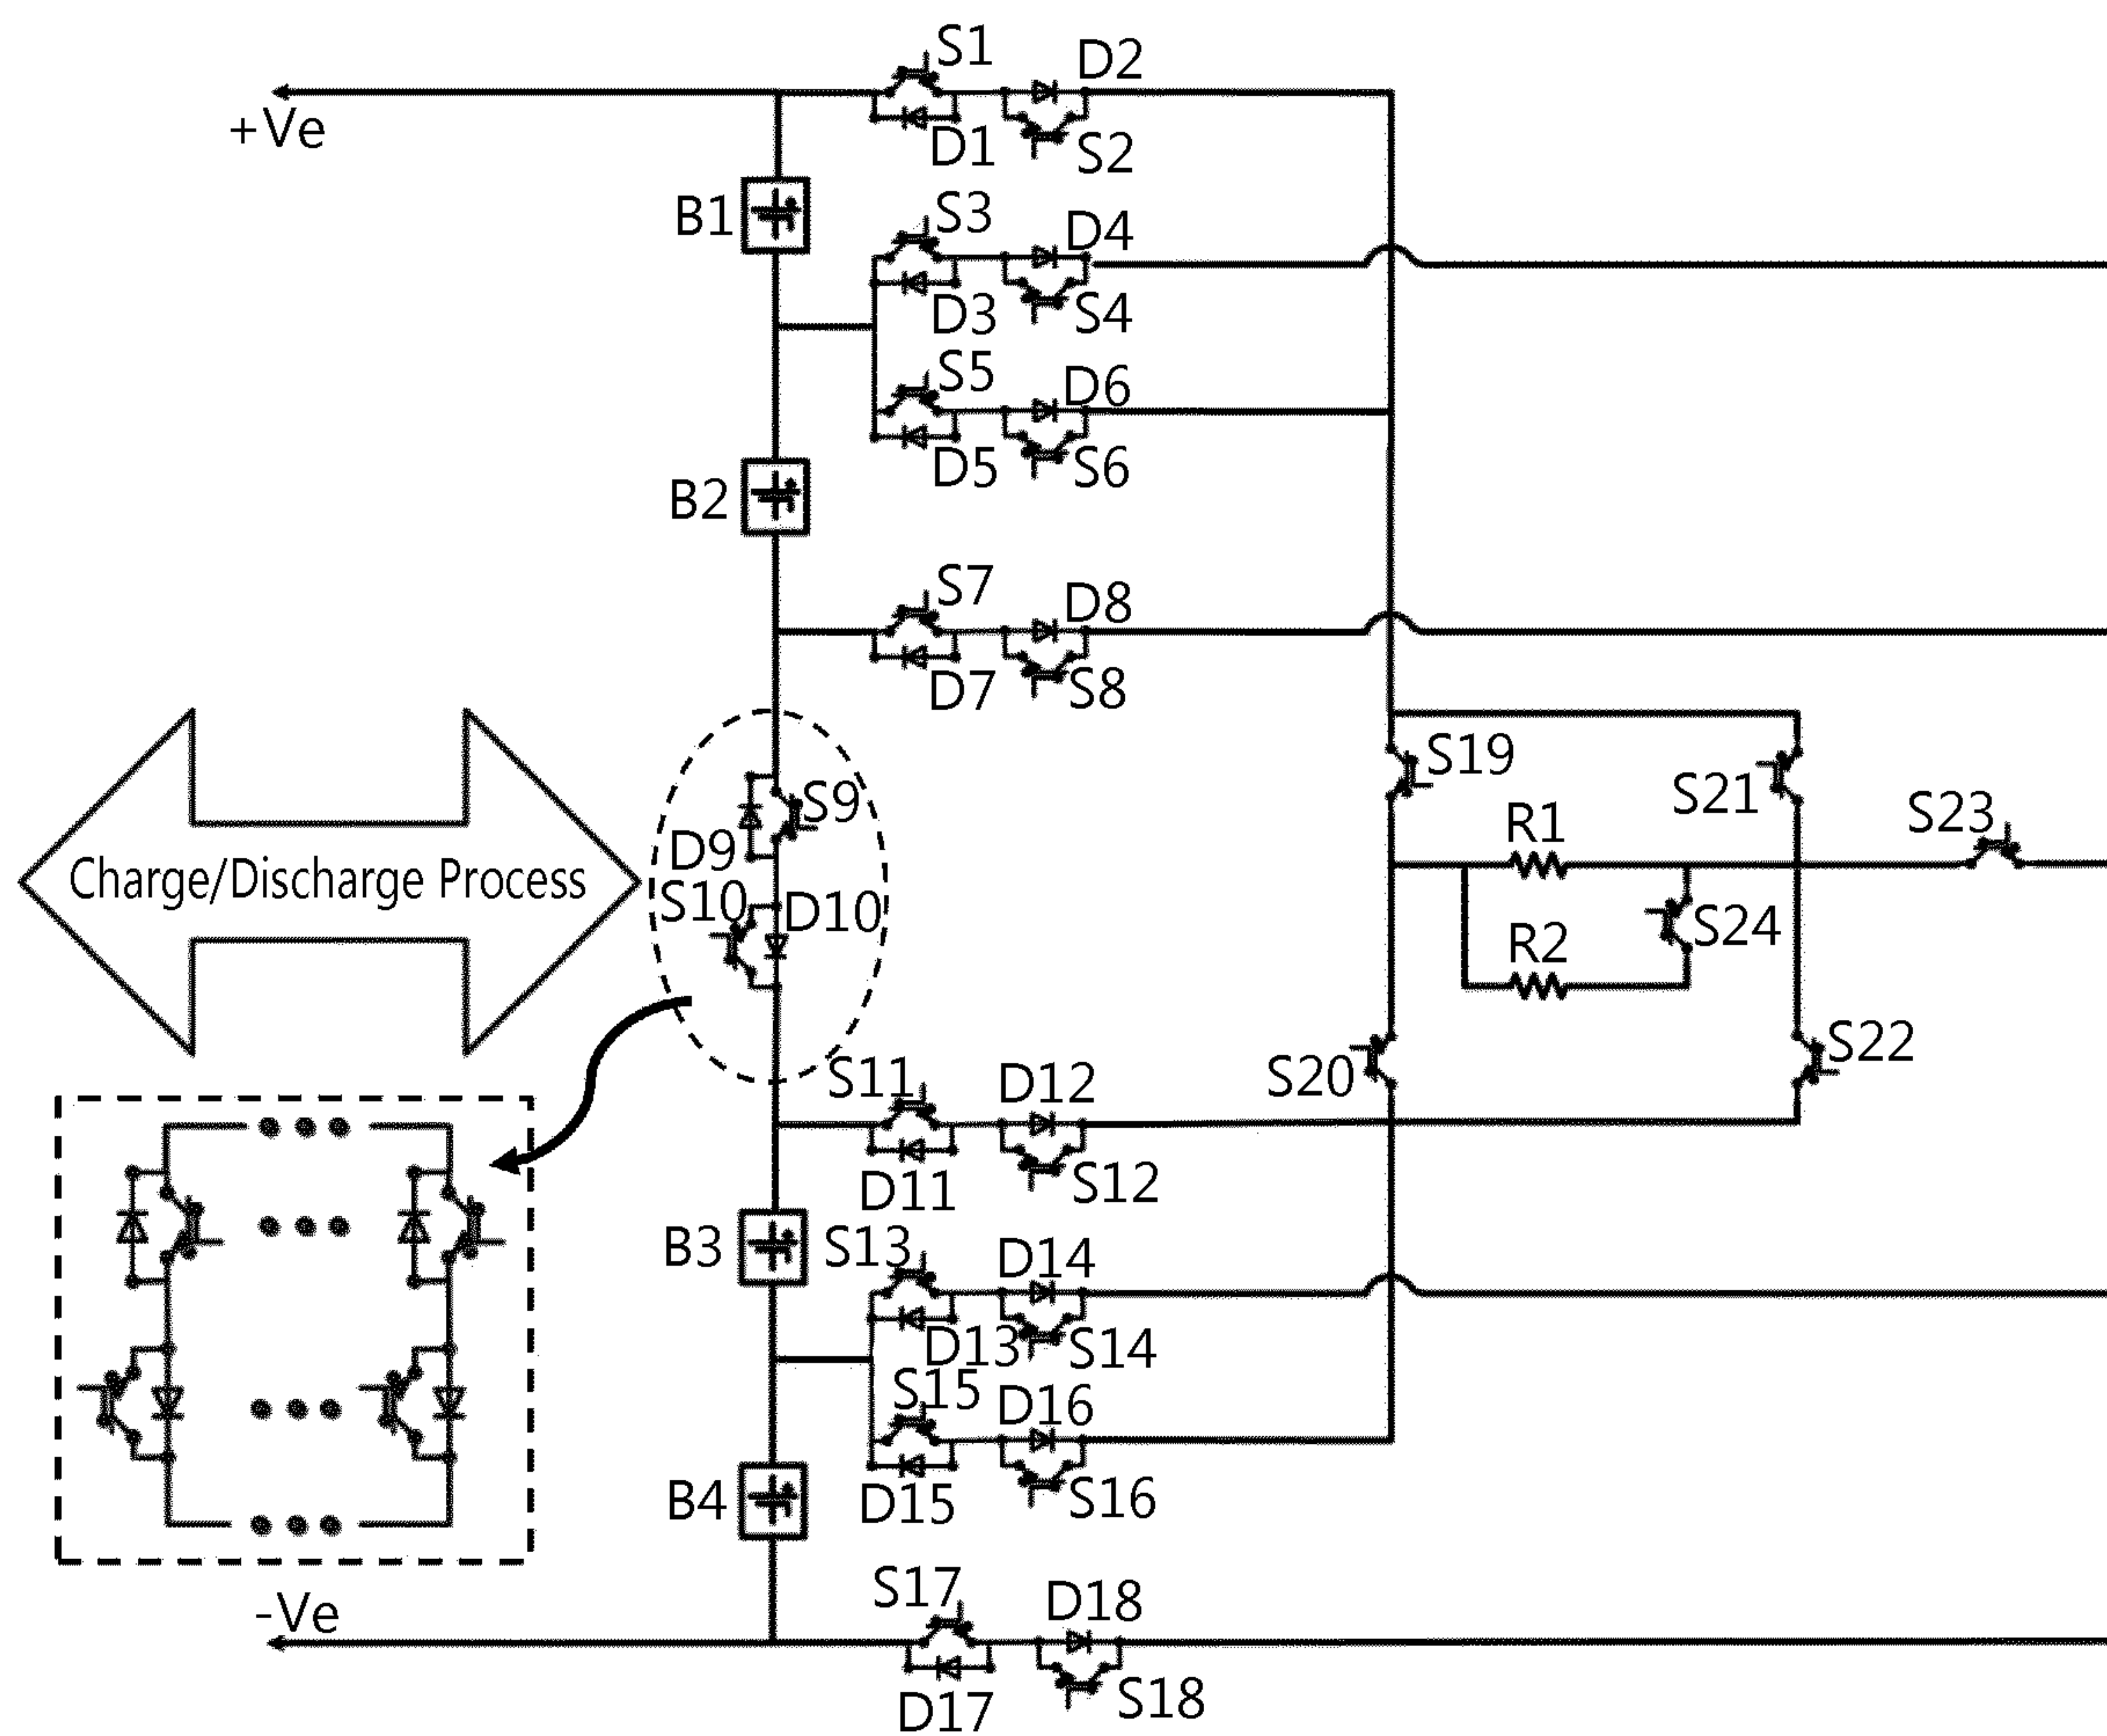 S1
D2
+Ve
D1
S2
B1
S3
D4
D3
S4
S5
D6
B2
D5
S6
S7
D8
D7
S8
S19
S21
S23
S9
R1
D9
Charge/Discharge Process
S10
D10
R2
S24
S20
S22
S11
D12
D11
S12
B3
S13
D14
D13
S14
S15
D16
B4
D15
S16
S17
D18
-Ve
D17
S18